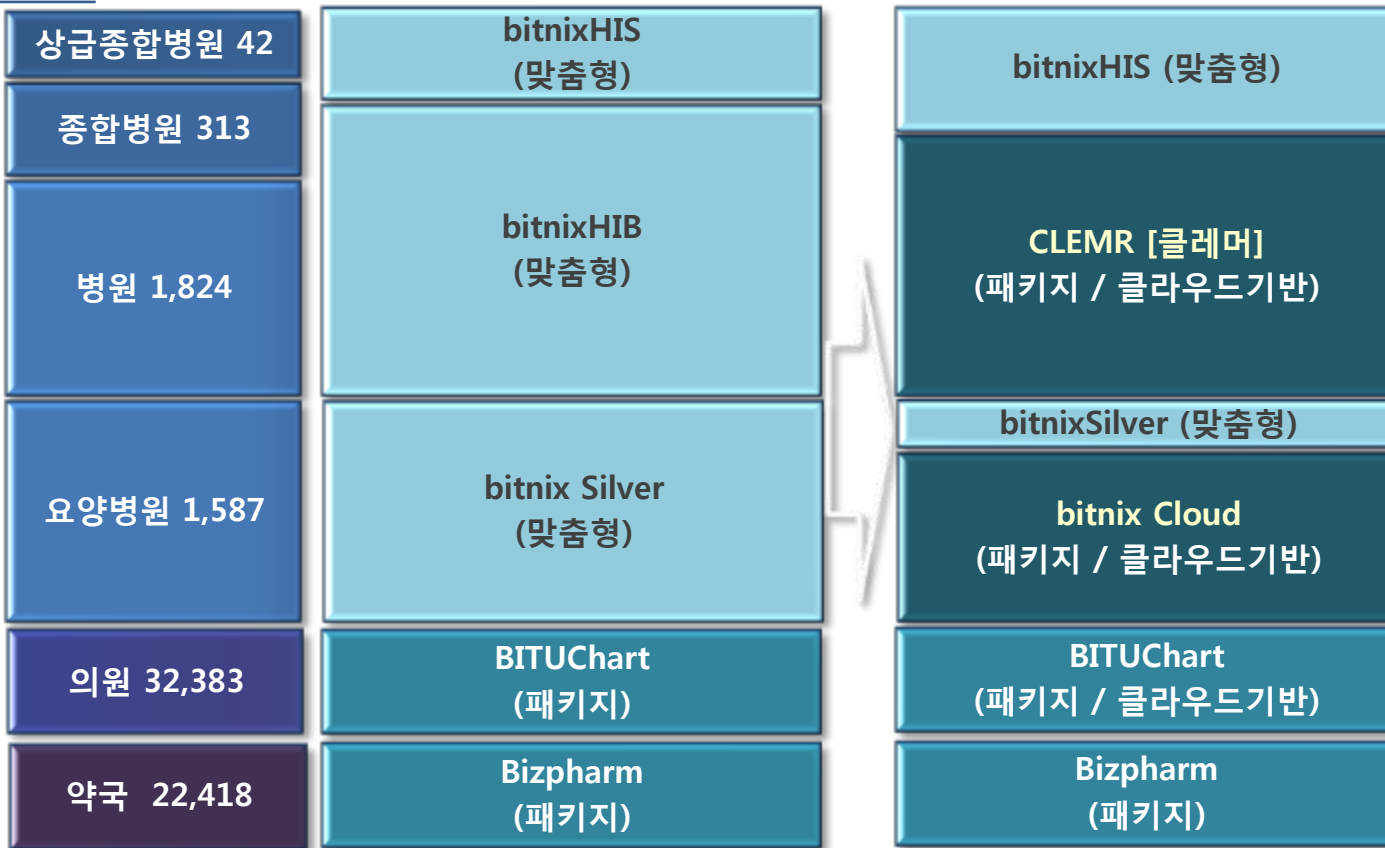 상급종합병원 42
종합병원 313
병원 1,824
요양병원 1,587
의원 32,383
약국 22,418
bitnixHIS
(맞춤형)
bitnixHIB
(맞춤형)
bitnix Silver
(맞춤형)
BITUChart
(패키지)
Bizpharm
(패키지)
bitnixHIS (맞춤형)
CLEMR [클레머]
(패키지 / 클라우드기반)
bitnixSilver (맞춤형)
bitnix Cloud
(패키지 / 클라우드기반)
BITUChart
(패키지 / 클라우드기반)
Bizpharm
(패키지)